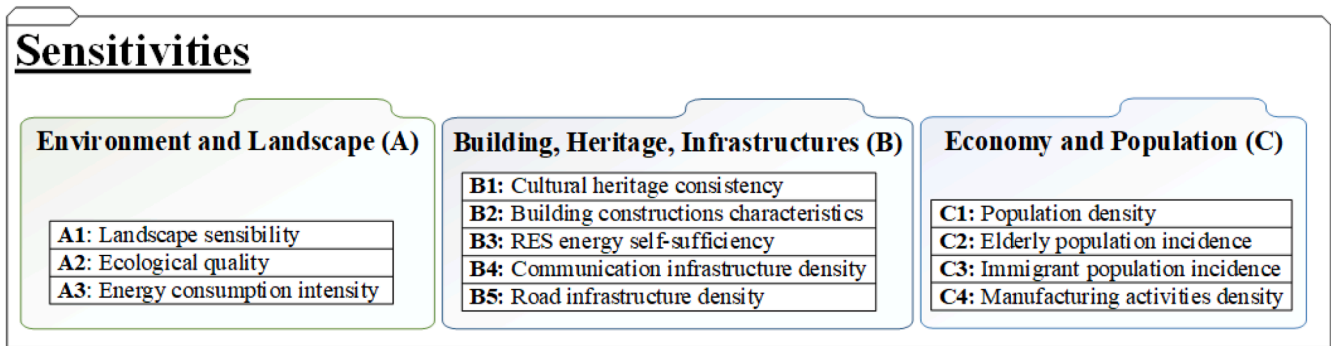 Sensitivities
Environment and Landscape (A)
A1: Landscape sensibility
A2: Ecological quality
A3: Energy consumption intensity
Building, Heritage, Infrastructures (B)
B1: Cultural heritage consistency
B2: Building constructions characteristics
B3: RES energy self-sufficiency
B4: Communication infrastructure density
B5: Road infrastructure density
Economy and Population (C)
C1: Population density
C2: Elderly population incidence
C3: Immigrant population incidence
C4: Manufacturing activities density